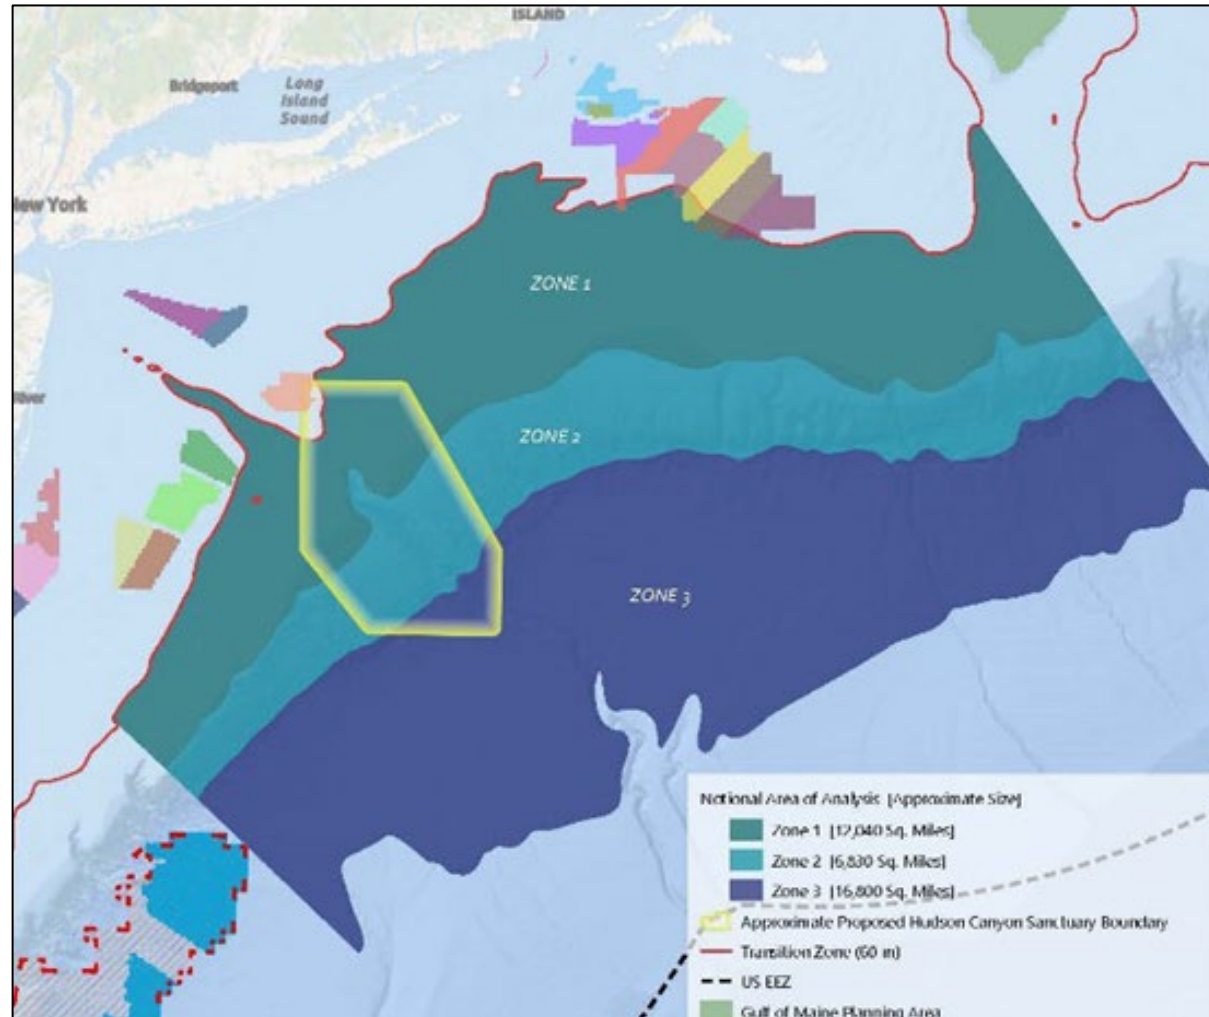 ISLAND
Bridgeport
Long
Island
Sound
New York
River
ZONE 1
ZONE 2
ZONE 3
Notional Area of Analysis [Approximate Size]
Zone 1 [12,040 Sq. Miles]
Zone 2 [6,830 Sq. Miles]
Zone 3 [16,800 Sq. Miles]
Approximate Proposed Hudson Canyon Sanctuary Boundary
Transition Zone (60 m)
US EEZ
Gulf of Maine Planning Area